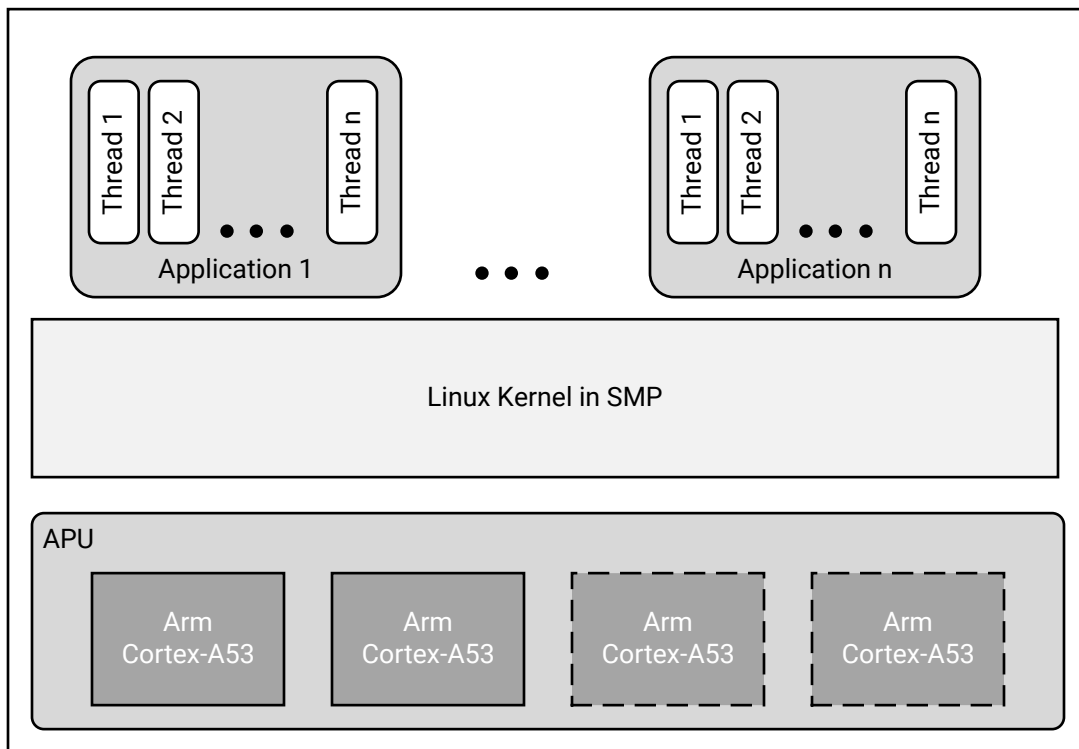 Thread 1
Thread 2
Thread n
Application 1
Thread 1
Thread 2
Thread n
Application n
Linux Kernel in SMP
APU
Arm
Cortex-A53
Arm
Cortex-A53
Arm
Cortex-A53
Arm
Cortex-A53